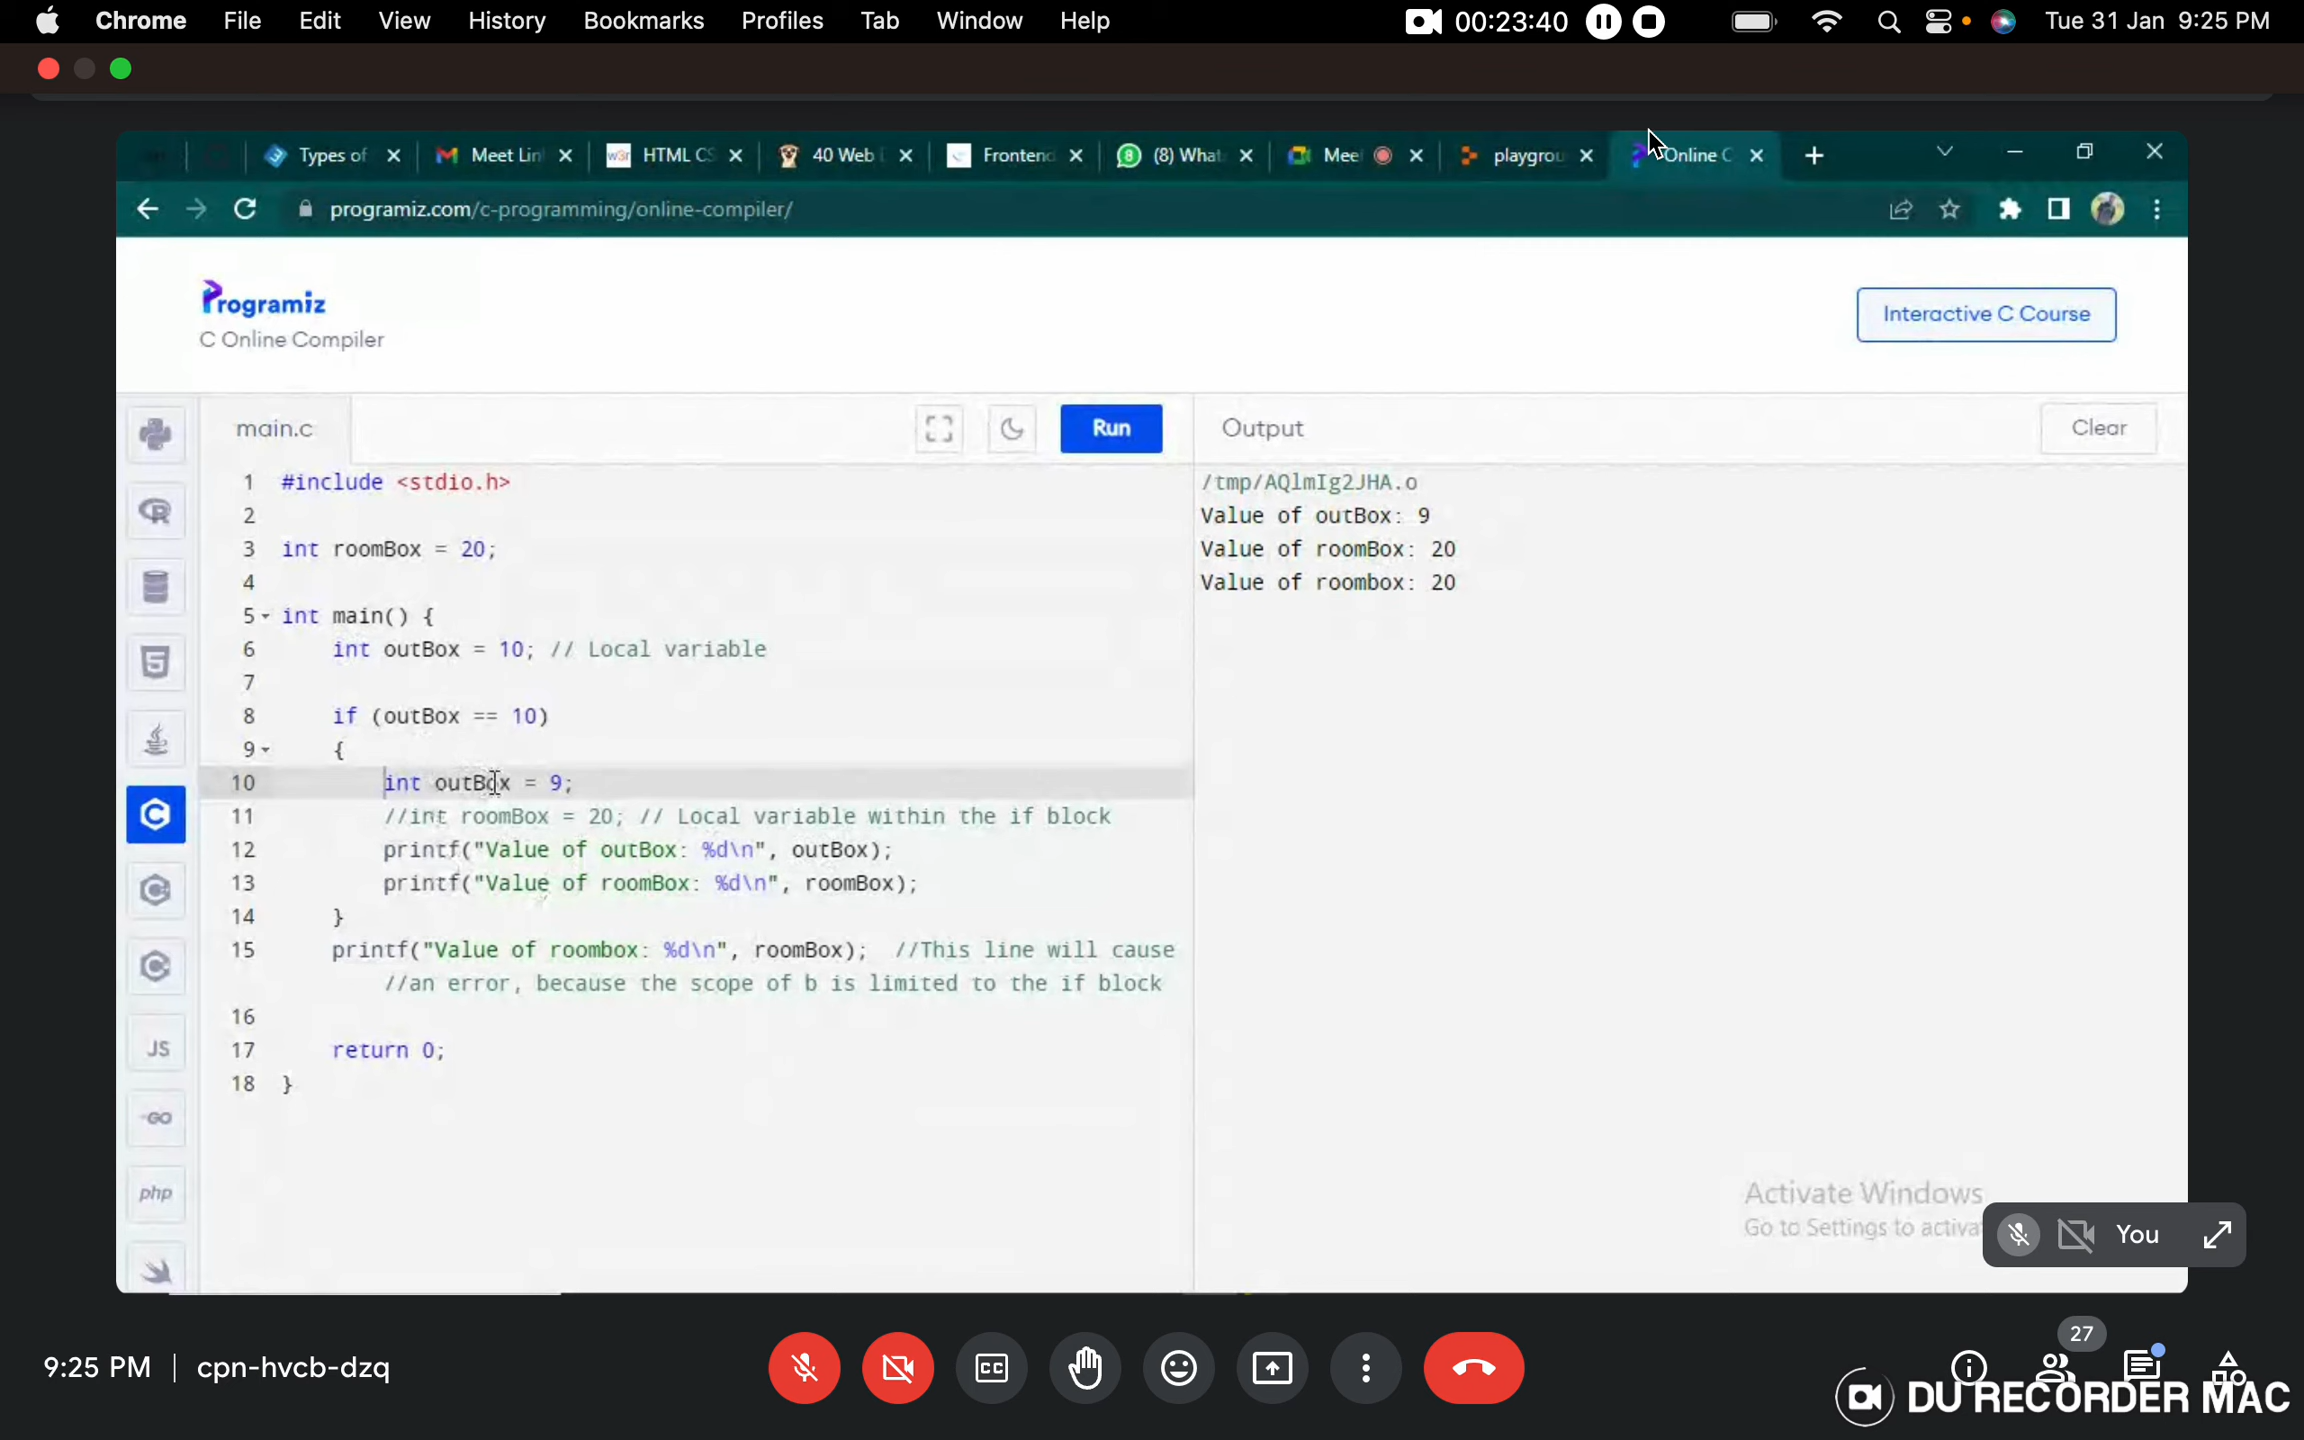 Chrome File Edit View History Bookmarks Profiles Tab Window Help 00:23:40 Tue 31 Jan 9:25 PM
Types of Meet Lin HTML CS 40 Web Frontend (8) What Mee playgrou Online C
programiz.com/c-programming/online-compiler/
Programiz
C Online Compiler
Interactive C Course
main.c
Run
Output
Clear
1 #include <stdio.h>
2
3 int roomBox = 20;
4
5 int main() {
6 int outBox = 10; // Local variable
7
8 if (outBox == 10)
9 {
10 int outBox = 9;
11 //int roomBox = 20; // Local variable within the if block
12 printf("Value of outBox: %d\n", outBox);
13 printf("Value of roomBox: %d\n", roomBox);
14 }
15 printf("Value of roombox: %d\n", roomBox); //This line will cause
//an error, because the scope of b is limited to the if block
16
17 return 0;
18 }
/tmp/AQlmIg2JHA.o
Value of outBox: 9
Value of roomBox: 20
Value of roombox: 20
JS
GO
php
Activate Windows
Go to Settings to activa
You
9:25 PM | cpn-hvcb-dzq
27
DU RECORDER MAC